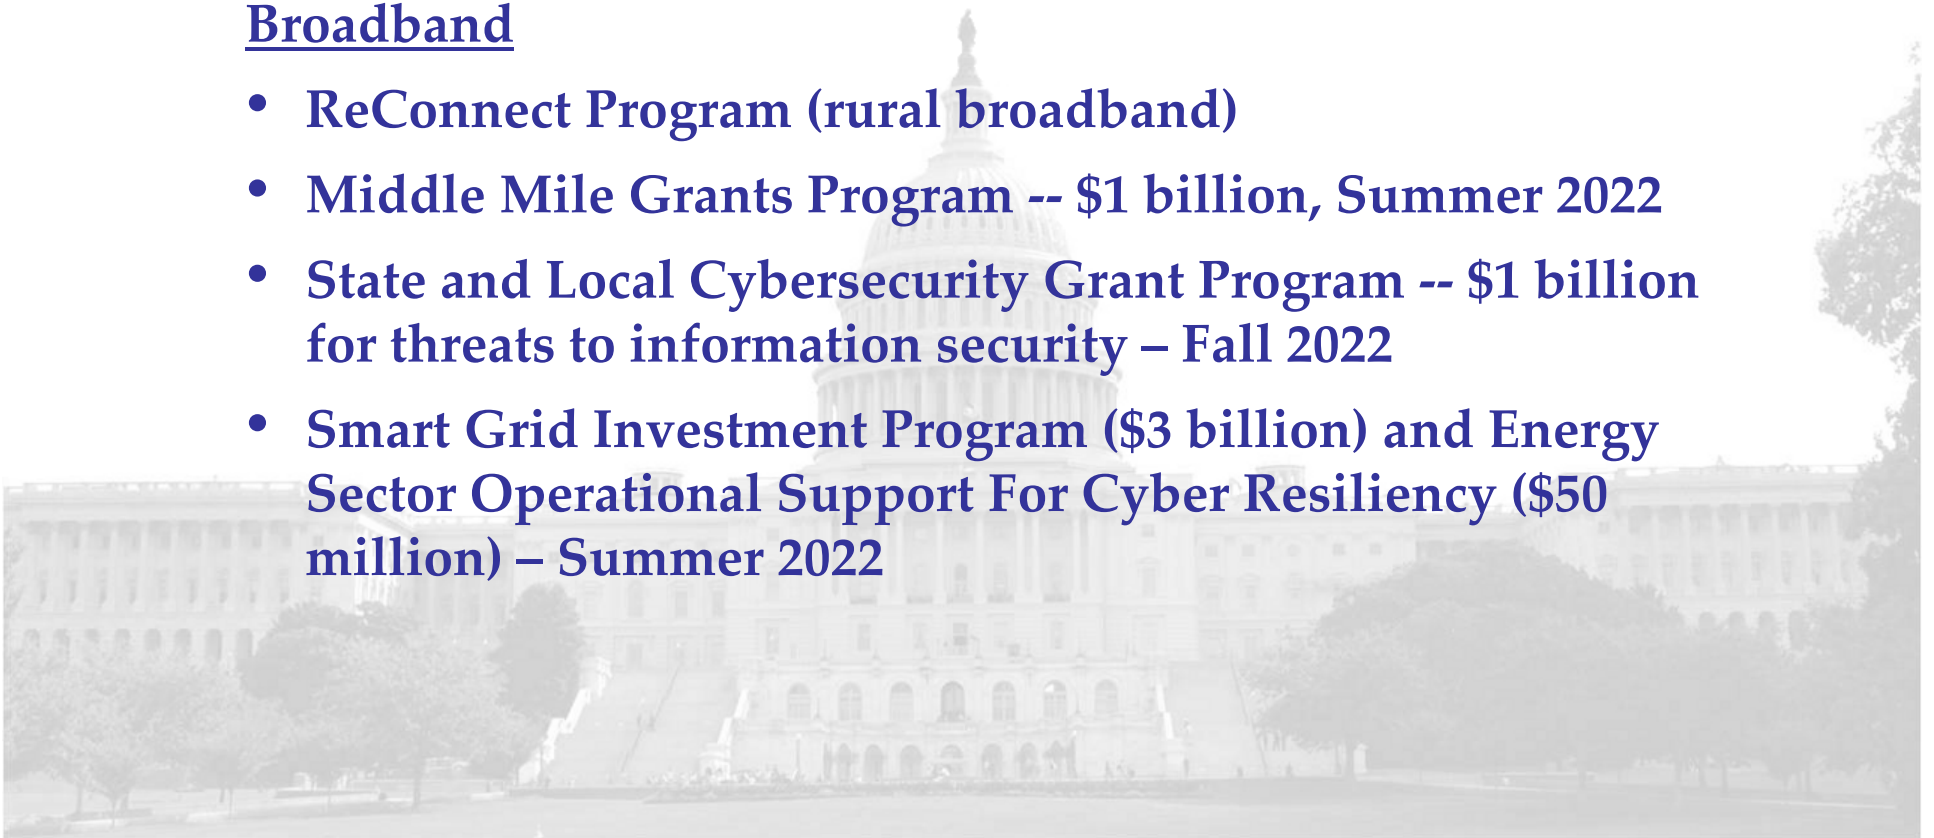 Broadband
• ReConnect Program (rural broadband)
• Middle Mile Grants Program -- $1 billion, Summer 2022
• State and Local Cybersecurity Grant Program -- $1 billion
for threats to information security – Fall 2022
• Smart Grid Investment Program ($3 billion) and Energy
Sector Operational Support For Cyber Resiliency ($50
million) – Summer 2022